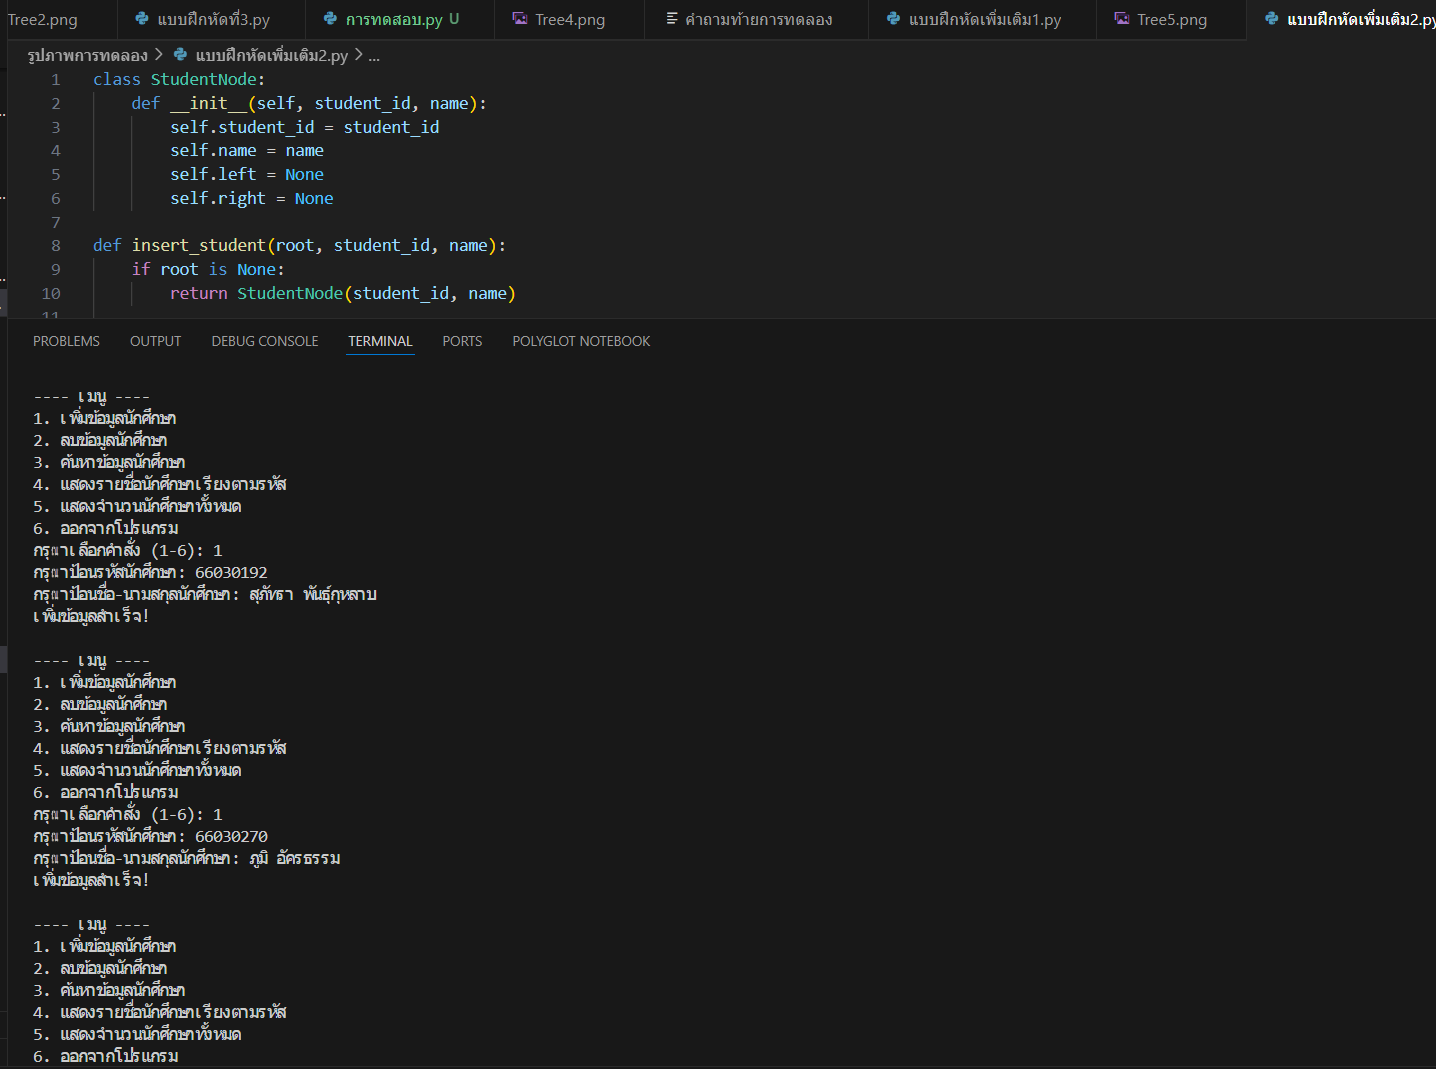 Tree2.png
แบบฝึกหัดที่3.py
การทดสอบ.py U
Tree4.png
คำถามท้ายการทดลอง
แบบฝึกหัดเพิ่มเติม1.py
Tree5.png
แบบฝึกหัดเพิ่มเติม2.py
รูปภาพการทดลอง > แบบฝึกหัดเพิ่มเติม2.py > ...
1 class StudentNode:
2 def __init__(self, student_id, name):
3 self.student_id = student_id
4 self.name = name
5 self.left = None
6 self.right = None
7
8 def insert_student(root, student_id, name):
9 if root is None:
10 return StudentNode(student_id, name)
11
PROBLEMS OUTPUT DEBUG CONSOLE TERMINAL PORTS POLYGLOT NOTEBOOK
---- เมนู ----
1. เพิ่มข้อมูลนักศึกษา
2. ลบข้อมูลนักศึกษา
3. ค้นหาข้อมูลนักศึกษา
4. แสดงรายชื่อนักศึกษาเรียงตามรหัส
5. แสดงจำนวนนักศึกษาทั้งหมด
6. ออกจากโปรแกรม
กรุณาเลือกคำสั่ง (1-6): 1
กรุณาป้อนรหัสนักศึกษา: 66030192
กรุณาป้อนชื่อ-นามสกุลนักศึกษา: สุภัทรา พันธุ์กุหลาบ
เพิ่มข้อมูลสำเร็จ!
---- เมนู ----
1. เพิ่มข้อมูลนักศึกษา
2. ลบข้อมูลนักศึกษา
3. ค้นหาข้อมูลนักศึกษา
4. แสดงรายชื่อนักศึกษาเรียงตามรหัส
5. แสดงจำนวนนักศึกษาทั้งหมด
6. ออกจากโปรแกรม
กรุณาเลือกคำสั่ง (1-6): 1
กรุณาป้อนรหัสนักศึกษา: 66030270
กรุณาป้อนชื่อ-นามสกุลนักศึกษา: ภูมิ อัครธรรม
เพิ่มข้อมูลสำเร็จ!
---- เมนู ----
1. เพิ่มข้อมูลนักศึกษา
2. ลบข้อมูลนักศึกษา
3. ค้นหาข้อมูลนักศึกษา
4. แสดงรายชื่อนักศึกษาเรียงตามรหัส
5. แสดงจำนวนนักศึกษาทั้งหมด
6. ออกจากโปรแกรม